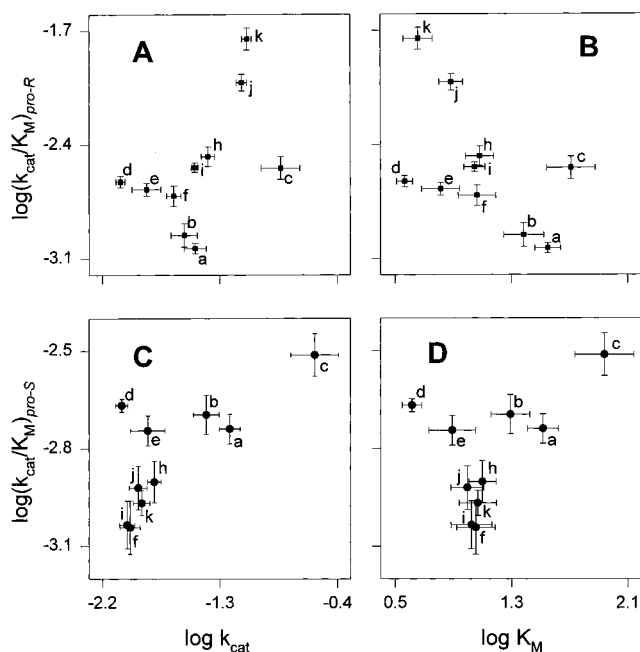 A
B
log(kcat/KM)pro-R
-1.7
-2.4
-3.1
k
j
h
i
c
d
e
f
b
a
k
j
h
i
c
d
e
f
b
a
C
D
log(kcat/KM)pro-S
-2.5
-2.8
-3.1
c
d
b
e
a
j
h
k
i
f
c
d
b
e
a
j
h
k
i
f
-2.2 -1.3 -0.4
0.5 1.3 2.1
log kcat
log KM